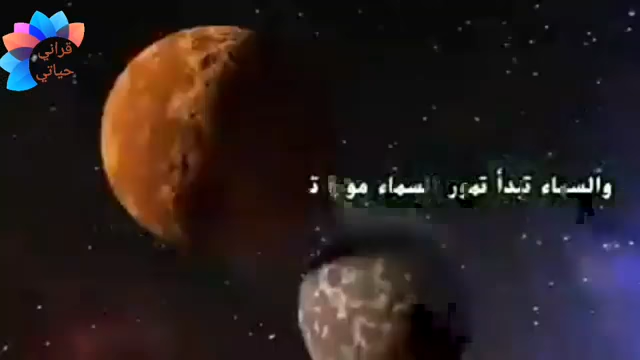 قراني
حياتي
والسماء تبدأ تمور السماء